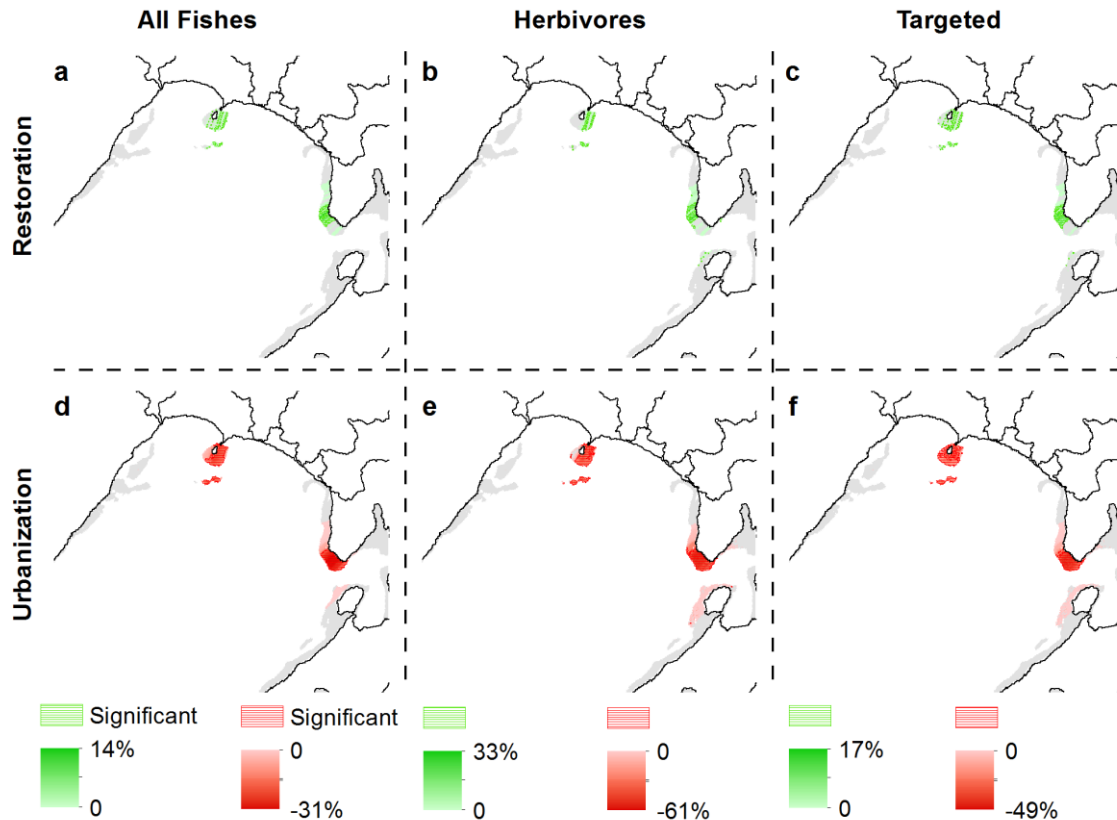 All Fishes Herbivores Targeted
Restoration
a b c
Urbanization
d e f
Significant Significant
14% 0 33% 0 17% 0
0 -31% 0 -61% 0 -49%